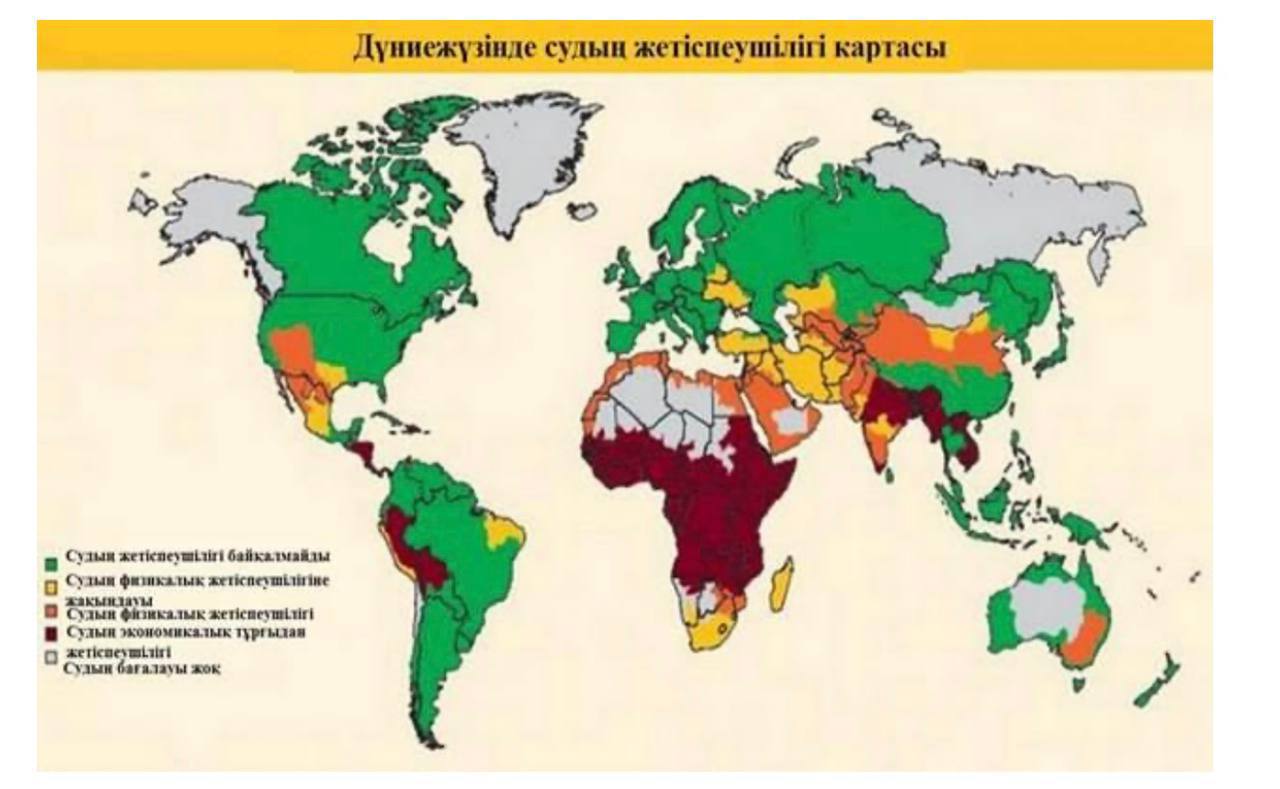 Дүниежүзінде судың жетіспеушілігі картасы
Судың жетіспеушілігі байқалмайды
Судың физикалық жетіспеушілігіне
жақындауы
Судың физикалық жетіспеушілігі
Судың экономикалық тұрғыдан
жетіспеушілігі
Судың бағалауы жоқ